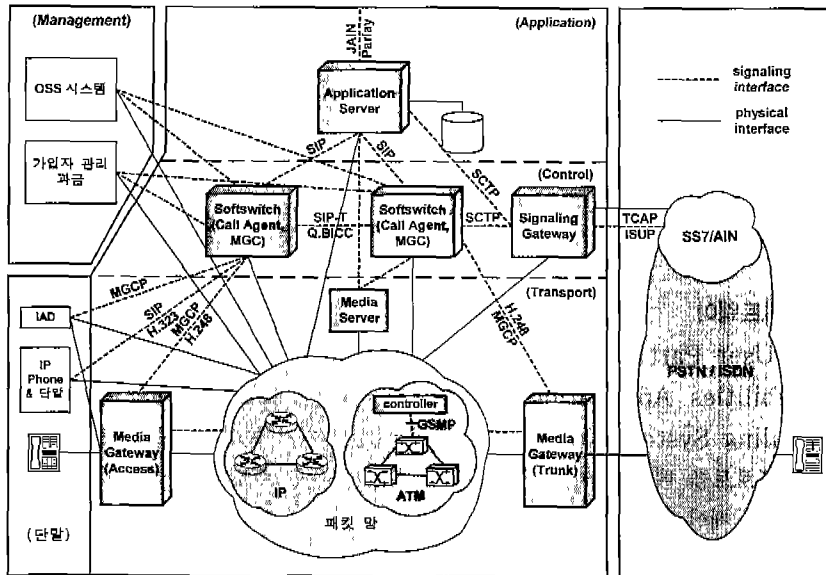 (Management)
OSS 시스템
가입자 관리
과금
JAIN
Parlay
(Application)
Application
Server
signaling
interface
physical
interface
SIP
SIP
SCTP
(Control)
Softswitch
(Call Agent,
MGC)
SIP-T
Q.BICC
Softswitch
(Call Agent,
MGC)
SCTP
Signaling
Gateway
TCAP
ISUP
SS7/AIN
(Transport)
MGCP
SIP
H.323
MGCP
H.248
Media
Server
H.248
MGCP
IAD
IP
Phone
& 단말
Media
Gateway
(Access)
IP
controller
GSMP
ATM
패킷 망
Media
Gateway
(Trunk)
PSTN / ISDN
(단말)